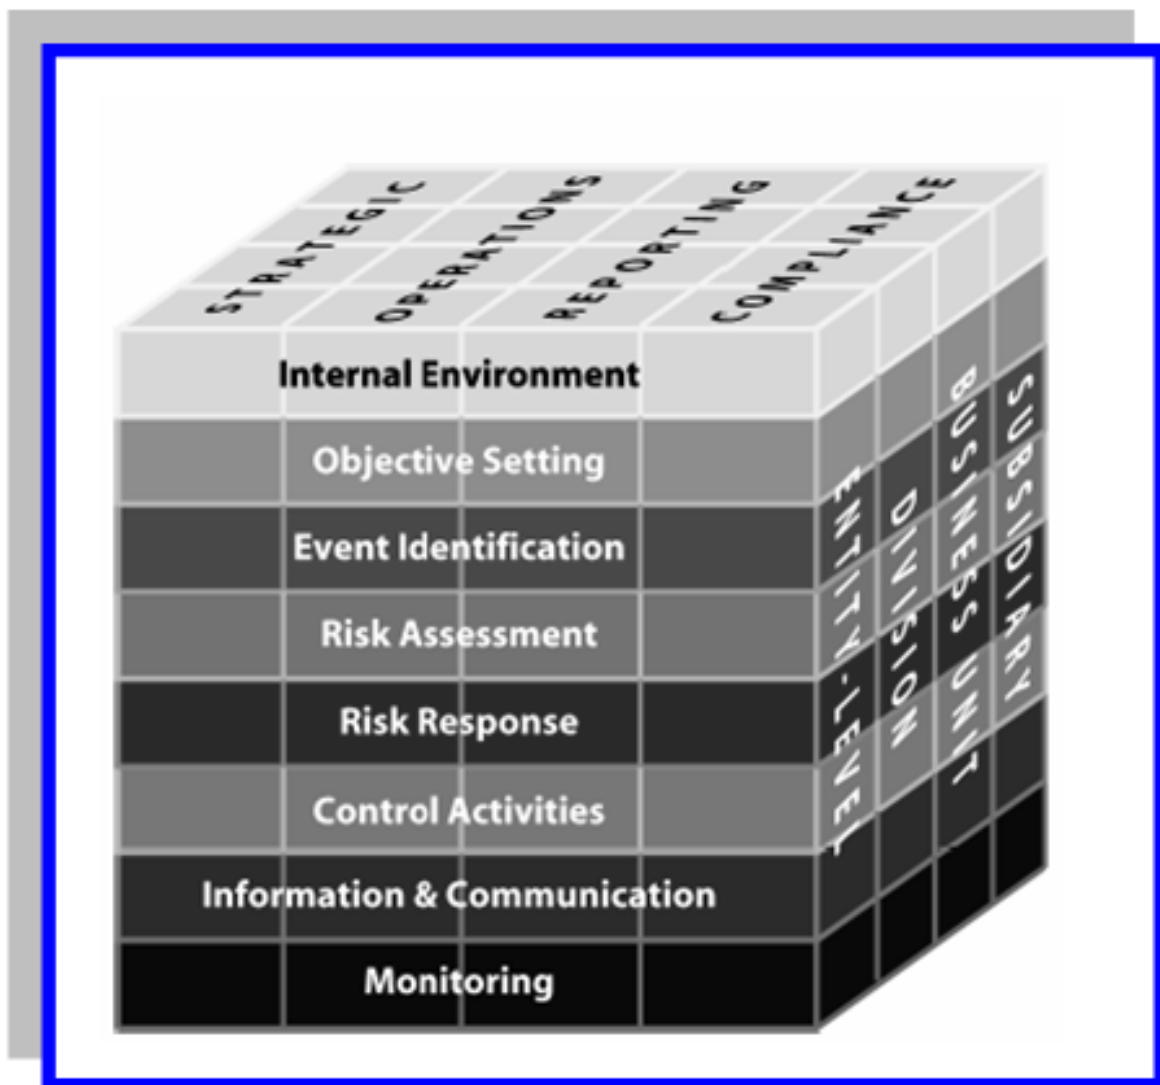 STRATEGIC
OPERATIONS
REPORTING
COMPLIANCE
Internal Environment
Objective Setting
Event Identification
Risk Assessment
Risk Response
Control Activities
Information & Communication
Monitoring
ENTITY-LEVEL
DIVISION
BUSINESS UNIT
SUBSIDIARY